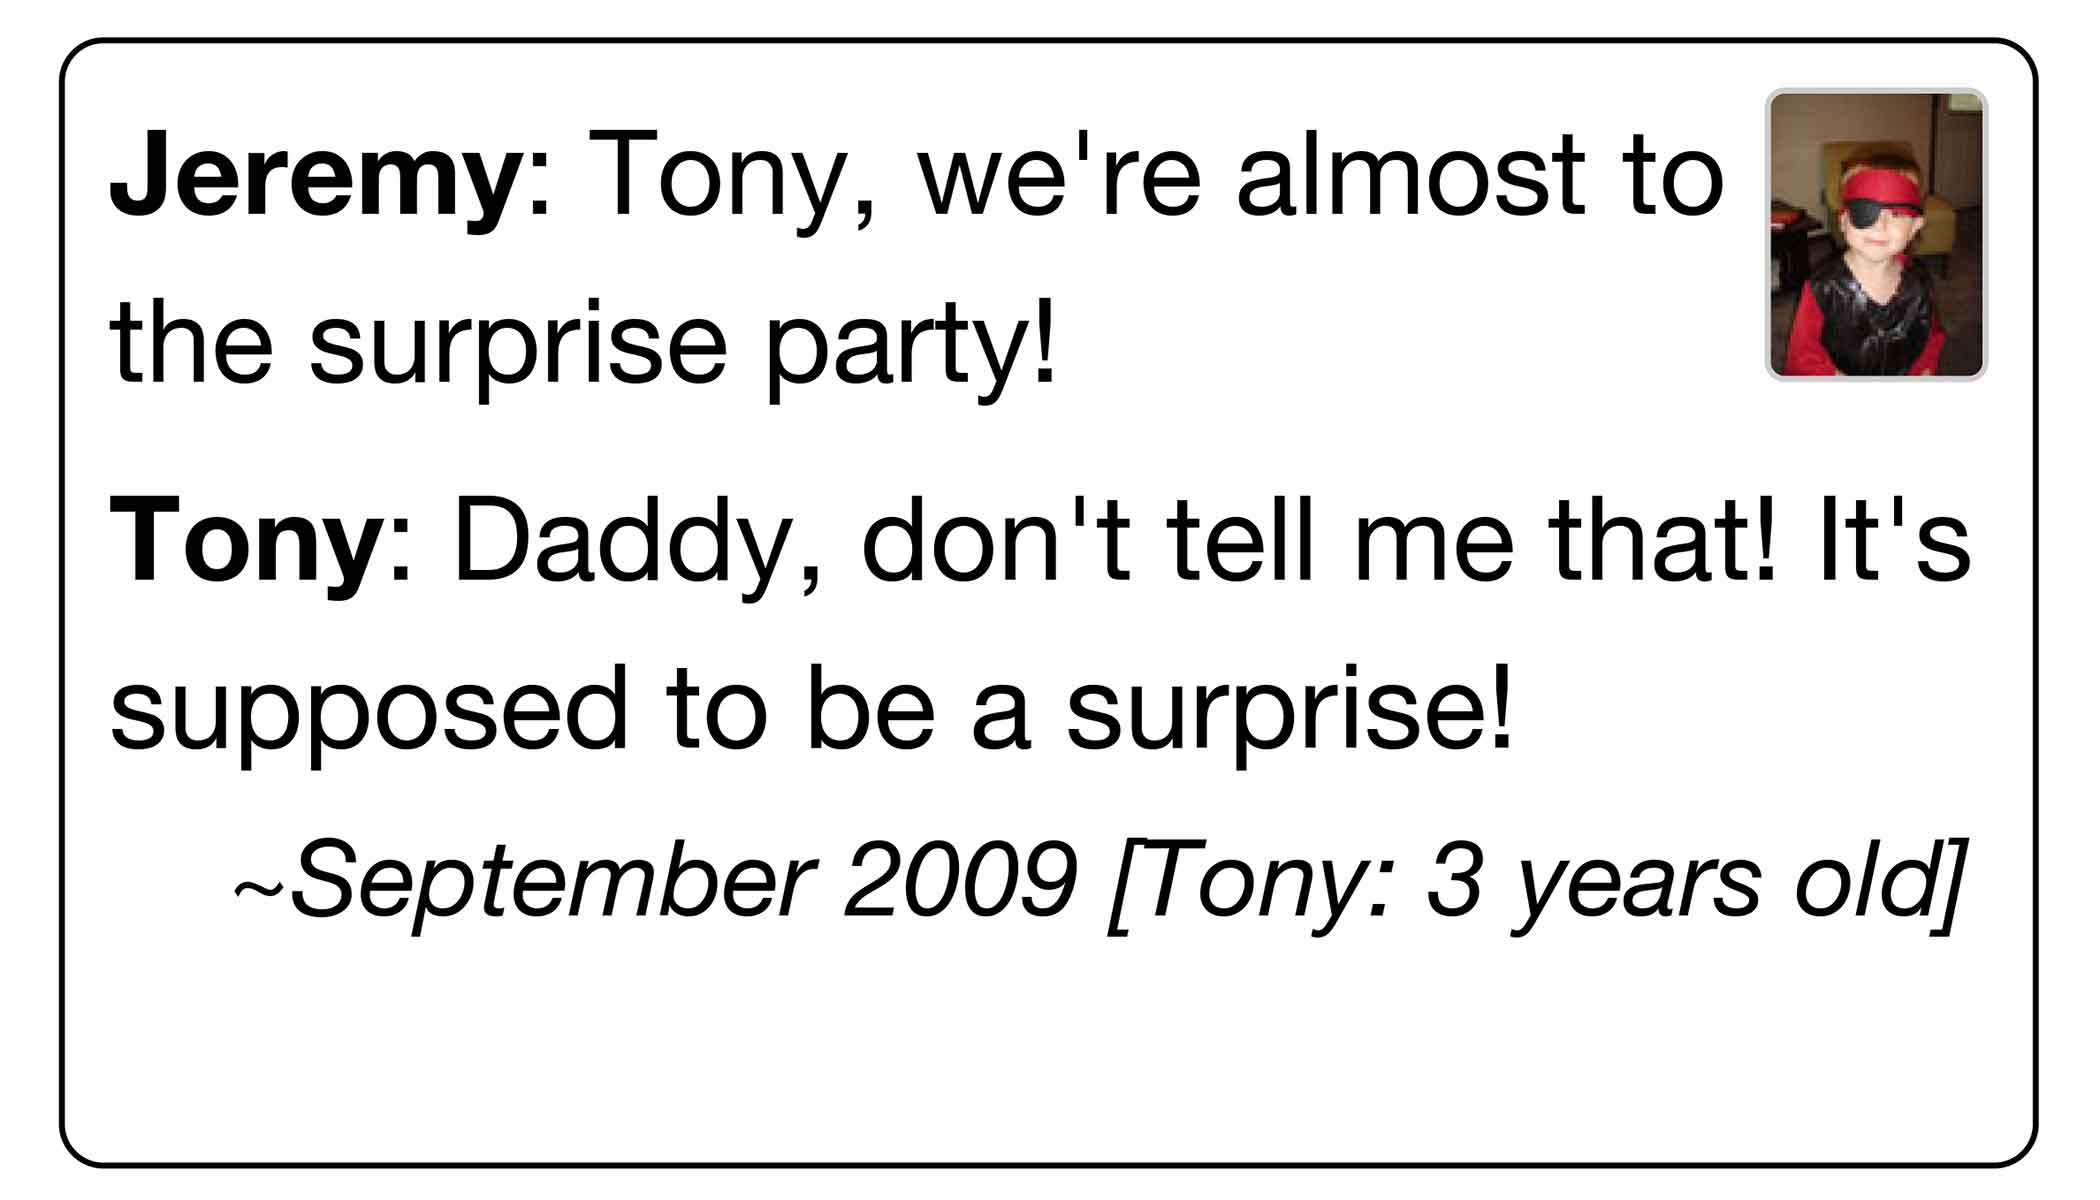 Jeremy: Tony, we're almost to
the surprise party!
Tony: Daddy, don't tell me that! It's
supposed to be a surprise!
~September 2009 [Tony: 3 years old]